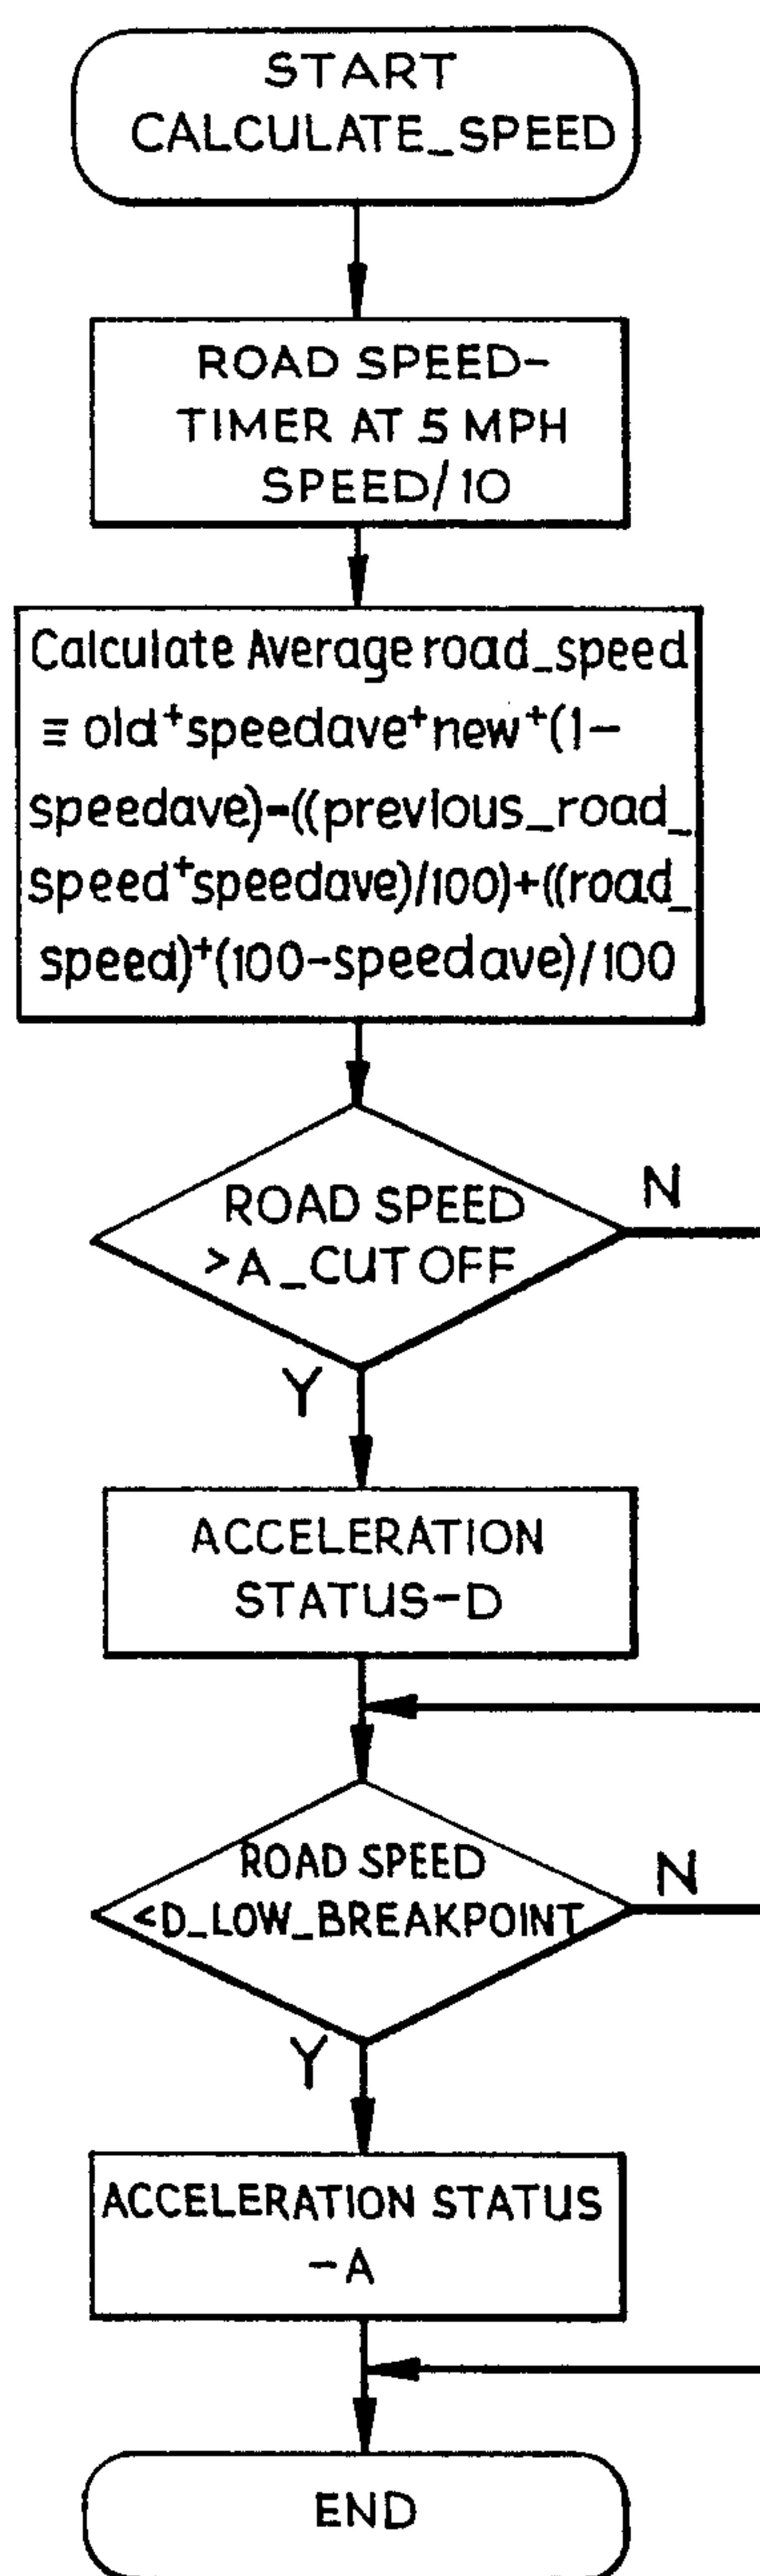 START
CALCULATE_SPEED
ROAD SPEED-
TIMER AT 5 MPH
SPEED/10
Calculate Average road_speed
≡ old⁺speedave⁺new⁺(1-
speedave)-((previous_road_
speed⁺speedave)/100)+((road_
speed)⁺(100-speedave)/100
ROAD SPEED
>A_CUTOFF
N
Y
ACCELERATION
STATUS-D
ROAD SPEED
<D_LOW_BREAKPOINT
N
Y
ACCELERATION STATUS
-A
END